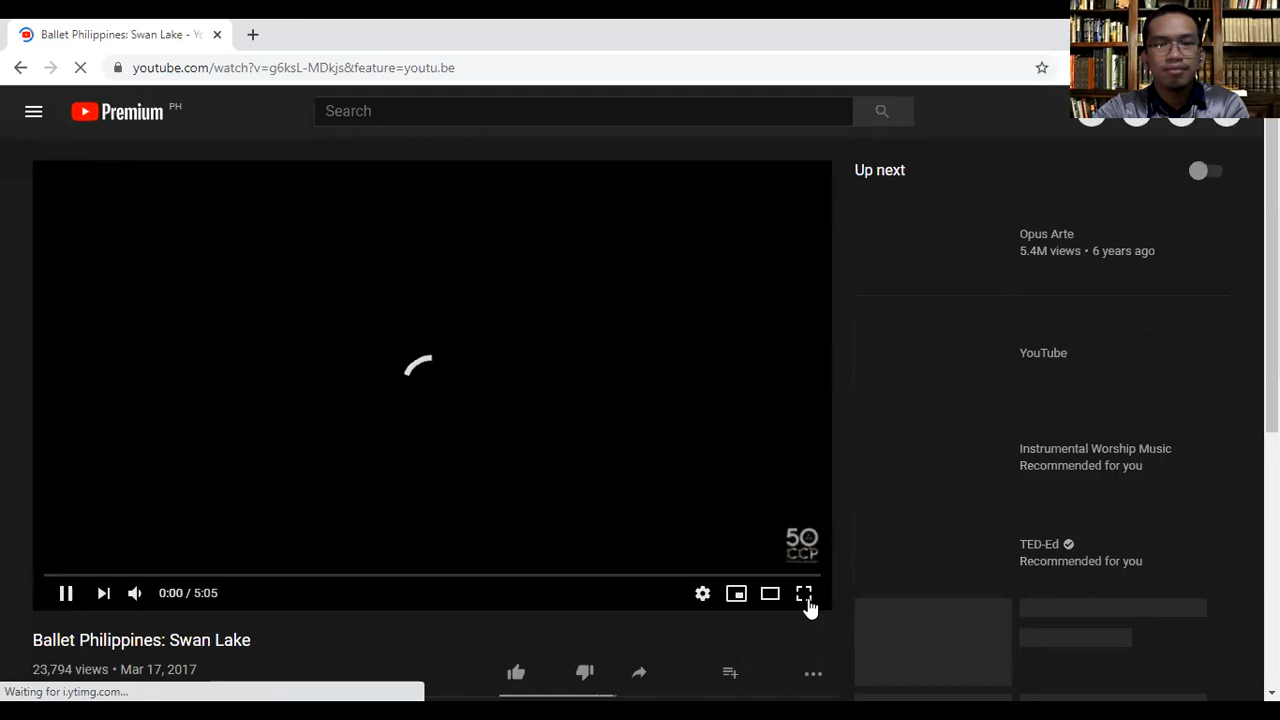 Ballet Philippines: Swan Lake - Yo
youtube.com/watch?v=g6ksL-MDkjs&feature=youtu.be
Premium PH
Search
Up next
Opus Arte
5.4M views • 6 years ago
YouTube
Instrumental Worship Music
Recommended for you
TED-Ed
Recommended for you
50
CCP
0:00 / 5:05
Ballet Philippines: Swan Lake
23,794 views • Mar 17, 2017
Waiting for i.ytimg.com...